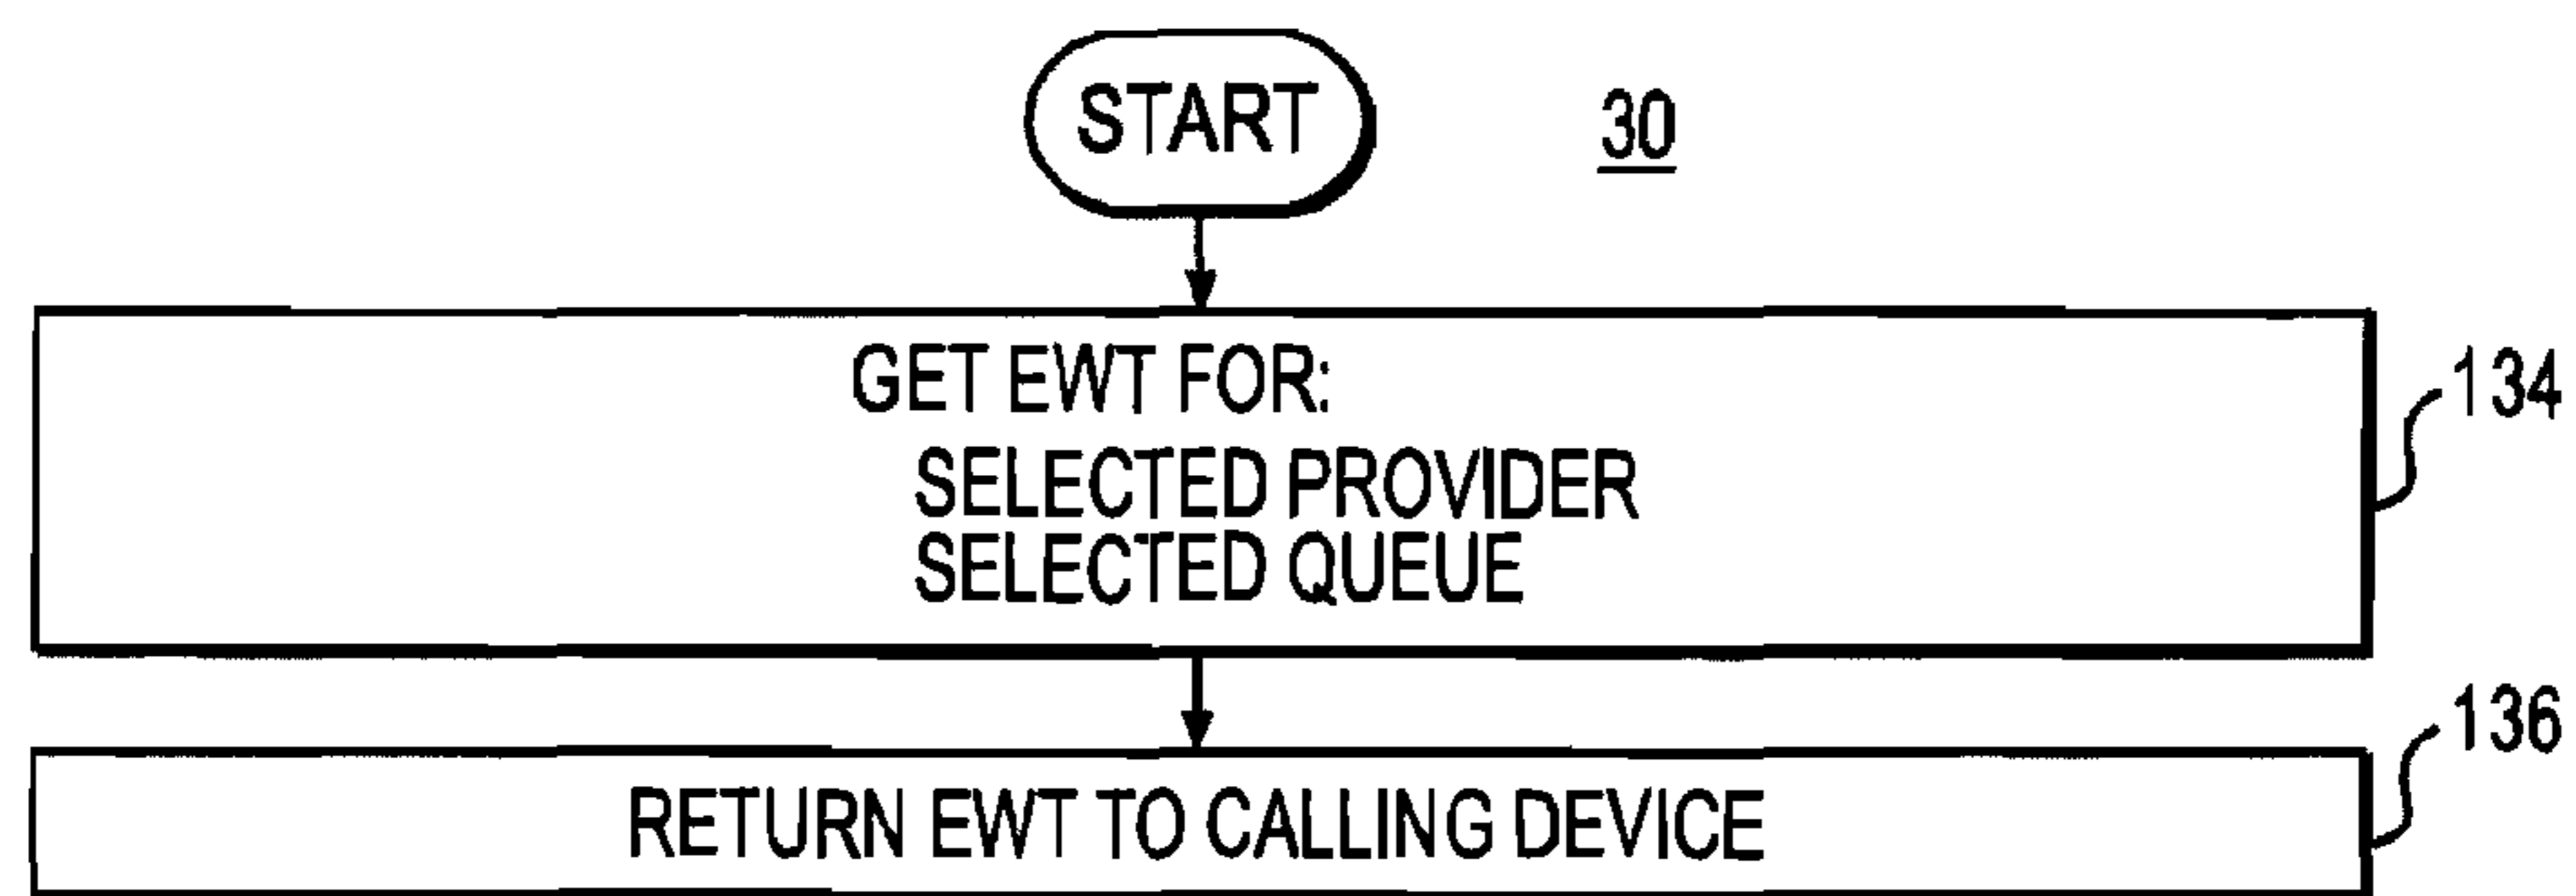 START
30
GET EWT FOR:
SELECTED PROVIDER
SELECTED QUEUE
134
RETURN EWT TO CALLING DEVICE
136